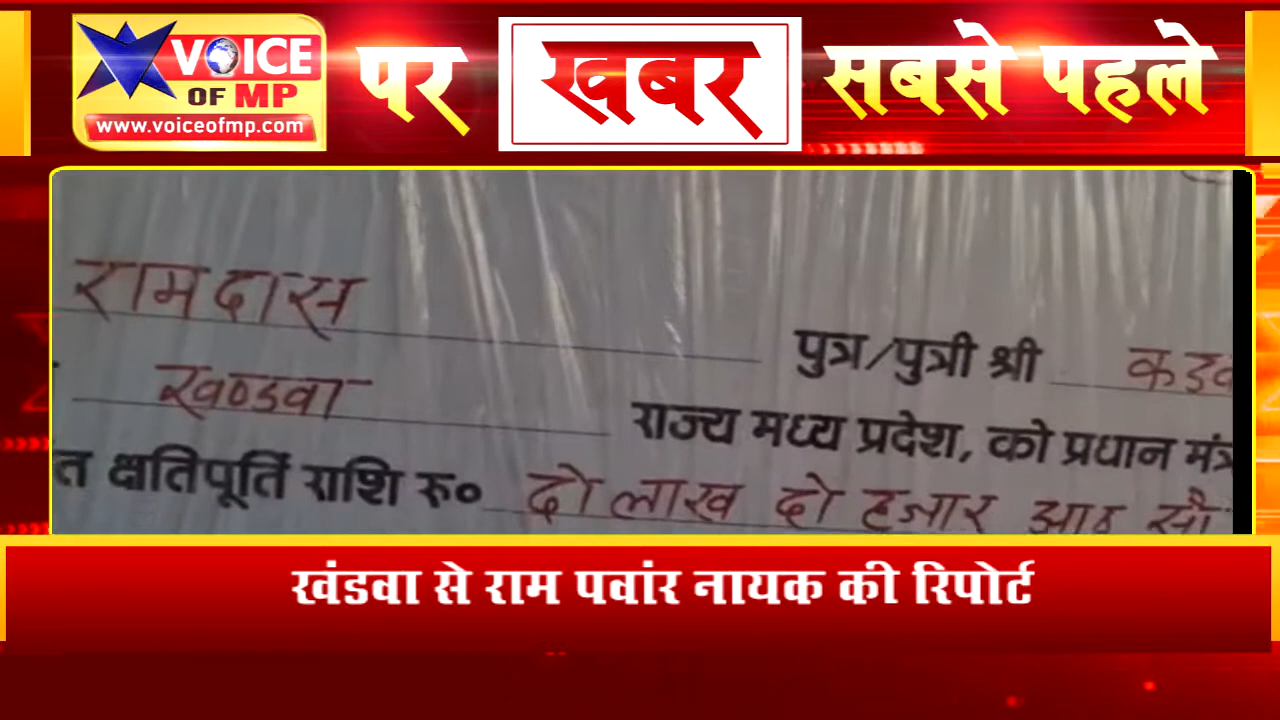 VOICE OF MP
www.voiceofmp.com
पर खबर सबसे पहले
रामदास पुत्र/पुत्री श्री
खण्डवा राज्य मध्य प्रदेश, को प्रधान
क्षतिपूर्ति राशि रु० दो लाख दो हजार आठ सौ
खंडवा से राम पवांर नायक की रिपोर्ट